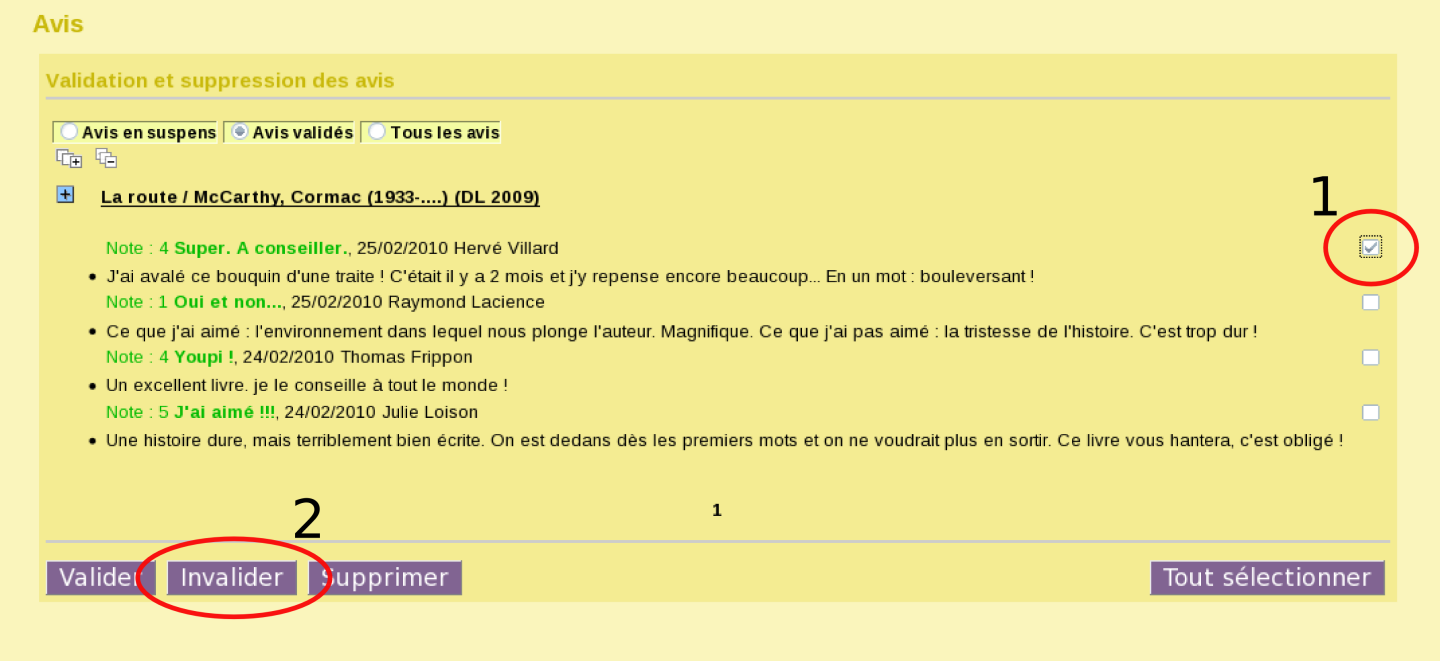 Avis
Validation et suppression des avis
Avis en suspens Avis validés Tous les avis
La route / McCarthy, Cormac (1933-....) (DL 2009)
1
Note : 4 Super. A conseiller., 25/02/2010 Hervé Villard
• J'ai avalé ce bouquin d'une traite ! C'était il y a 2 mois et j'y repense encore beaucoup... En un mot : bouleversant !
Note : 1 Oui et non..., 25/02/2010 Raymond Lacience
• Ce que j'ai aimé : l'environnement dans lequel nous plonge l'auteur. Magnifique. Ce que j'ai pas aimé : la tristesse de l'histoire. C'est trop dur !
Note : 4 Youpi !, 24/02/2010 Thomas Frippon
• Un excellent livre. je le conseille à tout le monde !
Note : 5 J'ai aimé !!!, 24/02/2010 Julie Loison
• Une histoire dure, mais terriblement bien écrite. On est dedans dès les premiers mots et on ne voudrait plus en sortir. Ce livre vous hantera, c'est obligé !
1
2
Valider Invalider Supprimer Tout sélectionner